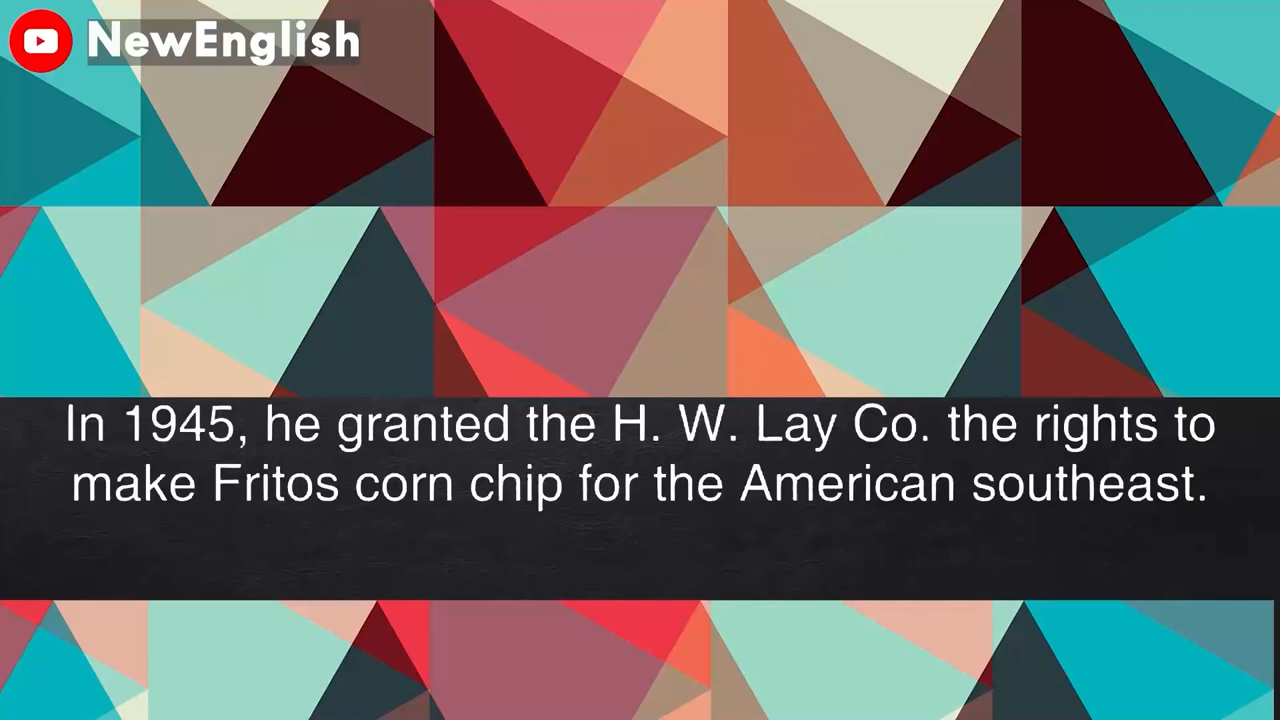 NewEnglish
In 1945, he granted the H. W. Lay Co. the rights to
make Fritos corn chip for the American southeast.